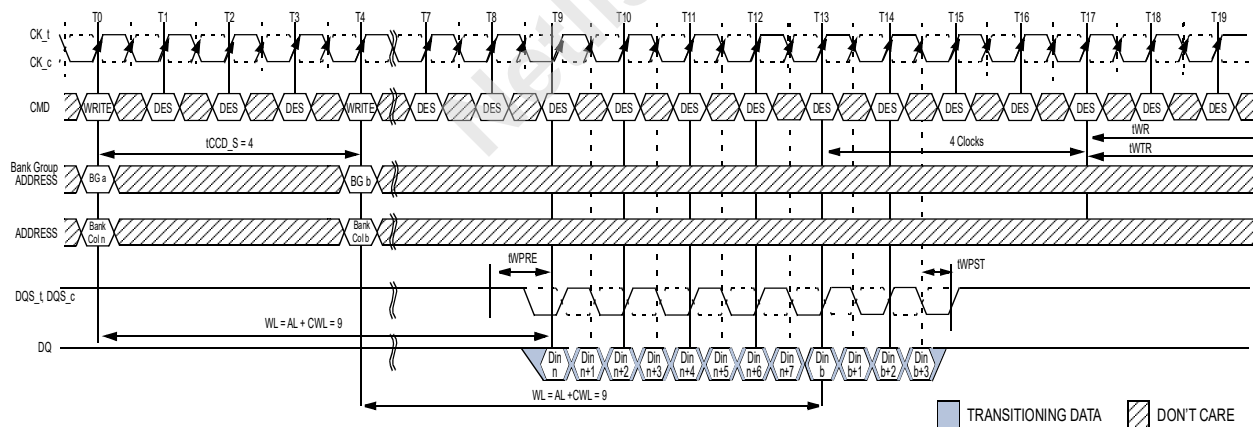 T0 T1 T2 T3 T4 T7 T8 T9 T10 T11 T12 T13 T14 T15 T16 T17 T18 T19
CK_t
CK_c
CMD WRITE DES DES DES WRITE DES DES DES DES DES DES DES DES DES DES DES DES DES
tCCD_S = 4 4 Clocks tWR
tWTR
Bank Group
ADDRESS BG a BG b
ADDRESS Bank
Col n Bank
Col b
tWPRE tWPST
DQS_t, DQS_c
WL = AL + CWL = 9
DQ Din
n Din
n+1 Din
n+2 Din
n+3 Din
n+4 Din
n+5 Din
n+6 Din
n+7 Din
b Din
b+1 Din
b+2 Din
b+3
WL = AL +CWL = 9
TRANSITIONING DATA DON'T CARE